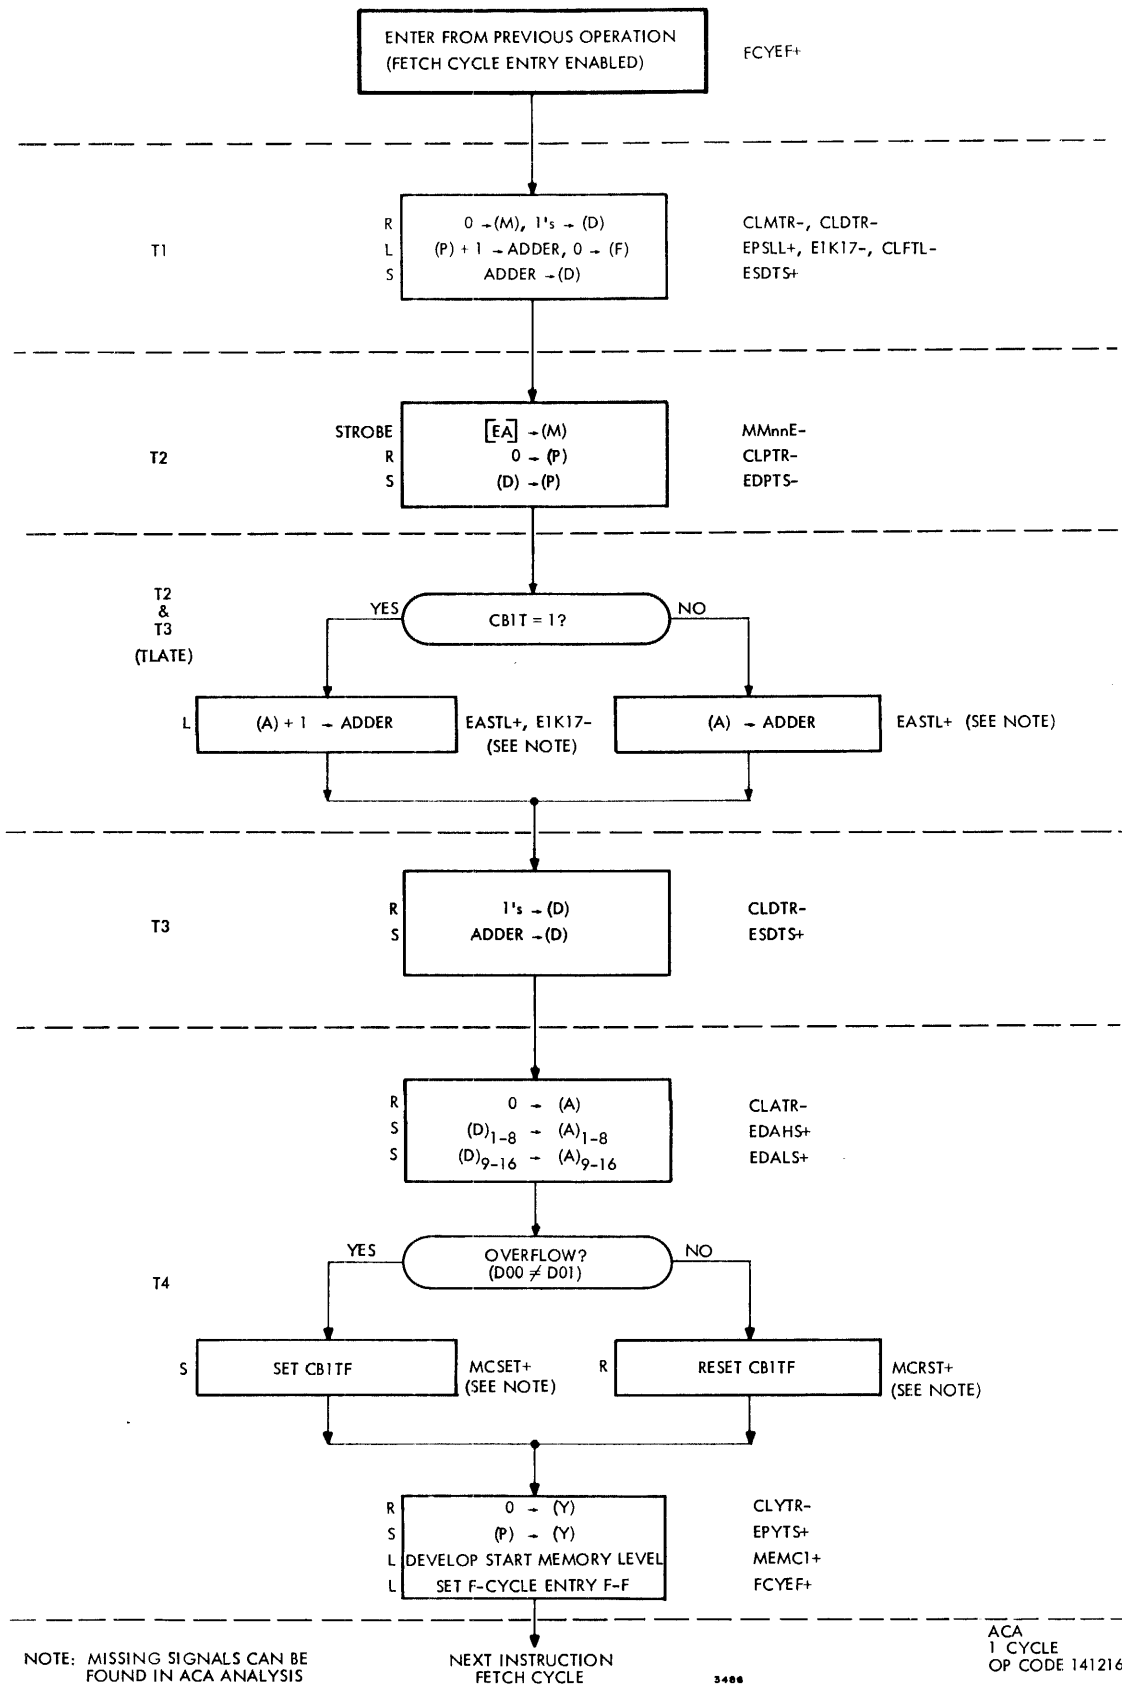 ENTER FROM PREVIOUS OPERATION
(FETCH CYCLE ENTRY ENABLED)
FCYEF+
T1
R 0 → (M), 1's → (D) CLMTR-, CLDTR-
L (P) + 1 → ADDER, 0 → (F) EPSLL+, E1K17-, CLFTL-
S ADDER → (D) ESDTS+
T2
STROBE [EA] → (M) MMnnE-
R 0 → (P) CLPTR-
S (D) → (P) EDPTS-
T2
&
T3
(TLATE)
YES CB1T = 1? NO
L (A) + 1 → ADDER EASTL+, E1K17-
(SEE NOTE)
(A) → ADDER EASTL+ (SEE NOTE)
T3
R 1's → (D) CLDTR-
S ADDER → (D) ESDTS+
R 0 → (A) CLATR-
S (D)1-8 → (A)1-8 EDAHS+
S (D)9-16 → (A)9-16 EDALS+
T4
YES OVERFLOW? NO
(D00 ≠ D01)
S SET CB1TF MCSET+
(SEE NOTE)
R RESET CB1TF MCRST+
(SEE NOTE)
R 0 → (Y) CLYTR-
S (P) → (Y) EPYTS+
L DEVELOP START MEMORY LEVEL MEMC1+
L SET F-CYCLE ENTRY F-F FCYEF+
NOTE: MISSING SIGNALS CAN BE
FOUND IN ACA ANALYSIS
NEXT INSTRUCTION
FETCH CYCLE
3486
ACA
1 CYCLE
OP CODE 141216